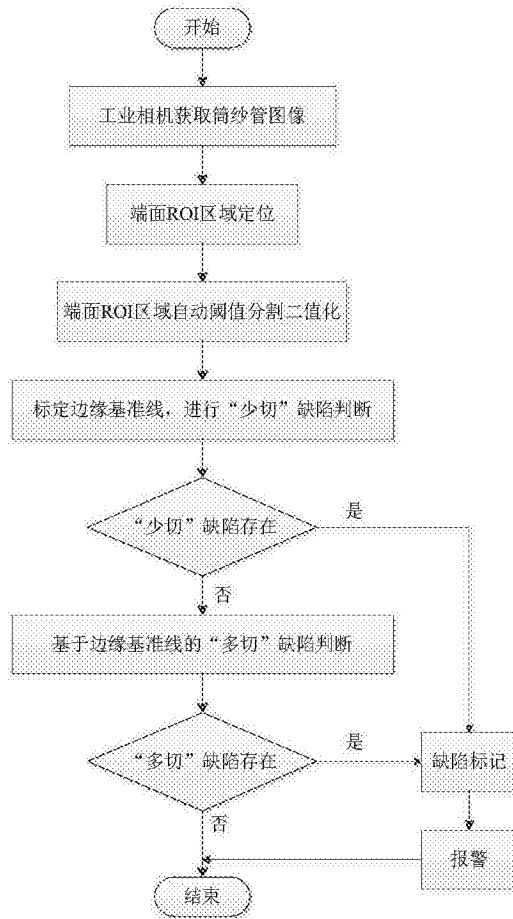 开始
工业相机获取筒纱管图像
端面ROI区域定位
端面ROI区域自动阈值分割二值化
标定边缘基准线，进行“少切”缺陷判断
“少切”缺陷存在
是
否
基于边缘基准线的“多切”缺陷判断
“多切”缺陷存在
是
缺陷标记
否
报警
结束